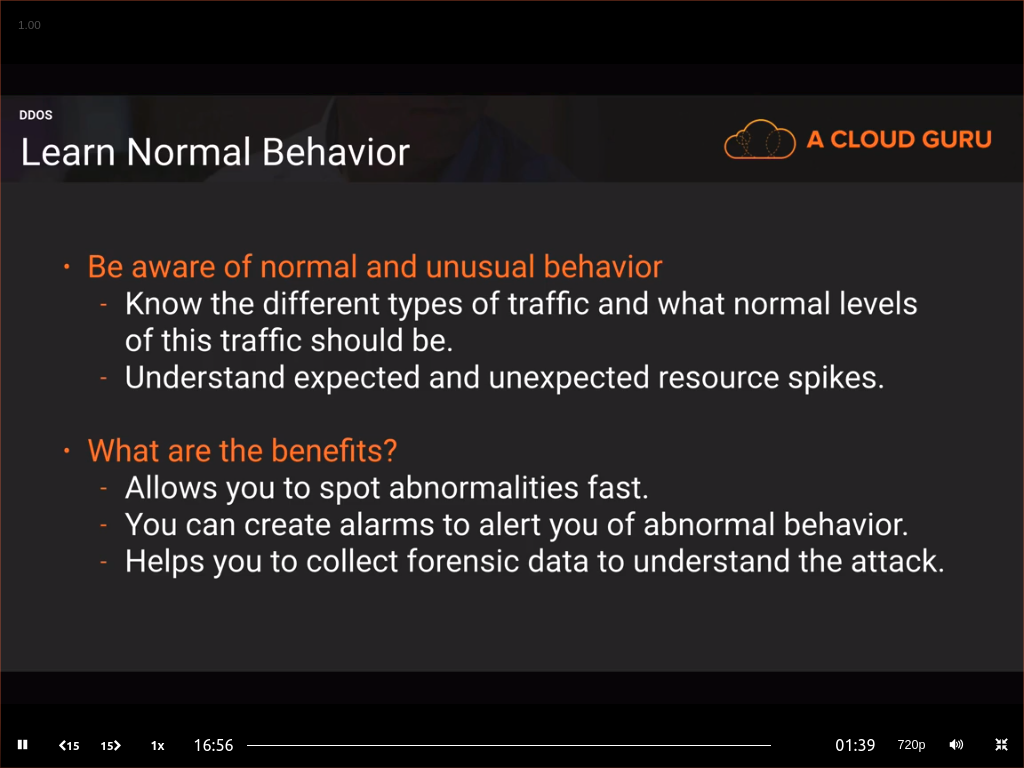 1.00
DDOS
Learn Normal Behavior
A CLOUD GURU
• Be aware of normal and unusual behavior
- Know the different types of traffic and what normal levels
of this traffic should be.
- Understand expected and unexpected resource spikes.
• What are the benefits?
- Allows you to spot abnormalities fast.
- You can create alarms to alert you of abnormal behavior.
- Helps you to collect forensic data to understand the attack.
15 15 1x 16:56 01:39 720p